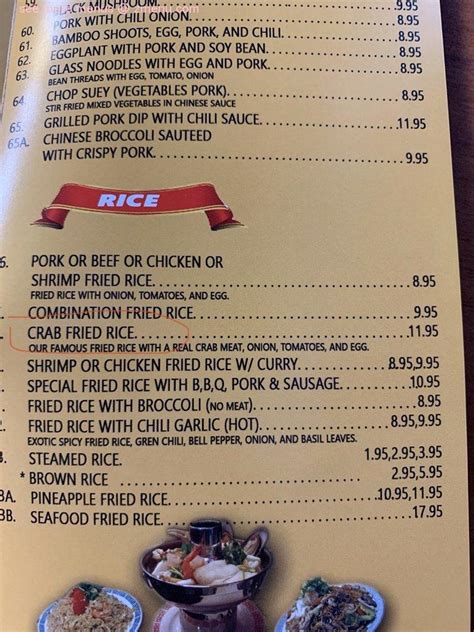 59. BLACK MUSHROOM. 9.95
60. PORK WITH CHILI ONION. 8.95
61. BAMBOO SHOOTS, EGG, PORK, AND CHILI. 8.95
62. EGGPLANT WITH PORK AND SOY BEAN. 8.95
63. GLASS NOODLES WITH EGG AND PORK. 8.95
BEAN THREADS WITH EGG, TOMATO, ONION
64. CHOP SUEY (VEGETABLES PORK). 8.95
STIR FRIED MIXED VEGETABLES IN CHINESE SAUCE
65. GRILLED PORK DIP WITH CHILI SAUCE. 11.95
65A. CHINESE BROCCOLI SAUTEED
WITH CRISPY PORK. 9.95
RICE
6. PORK OR BEEF OR CHICKEN OR
SHRIMP FRIED RICE. 8.95
FRIED RICE WITH ONION, TOMATOES, AND EGG.
COMBINATION FRIED RICE. 9.95
CRAB FRIED RICE. 11.95
OUR FAMOUS FRIED RICE WITH A REAL CRAB MEAT, ONION, TOMATOES, AND EGG.
SHRIMP OR CHICKEN FRIED RICE W/ CURRY. 8.95,9.95
SPECIAL FRIED RICE WITH B,B,Q, PORK & SAUSAGE. 10.95
FRIED RICE WITH BROCCOLI (NO MEAT). 8.95
FRIED RICE WITH CHILI GARLIC (HOT). 8.95,9.95
EXOTIC SPICY FRIED RICE, GREN CHILI, BELL PEPPER, ONION, AND BASIL LEAVES.
STEAMED RICE. 1.95,2.95,3.95
* BROWN RICE 2.95,5.95
3A. PINEAPPLE FRIED RICE. 10.95,11.95
3B. SEAFOOD FRIED RICE. 17.95